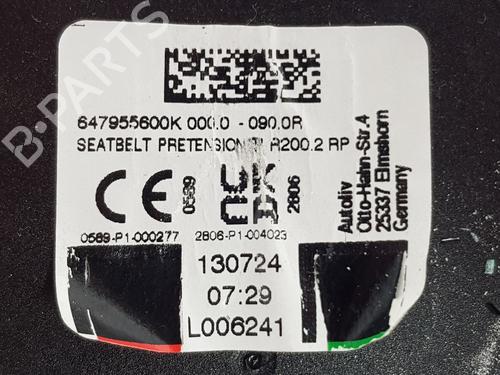 B-PARTS
647955600K 000.0 - 090.0R
SEATBELT R200.2 RP
CE 0589
UK CA 2806
0589-P1-000277
2806-P1-004023
Autoliv
Otto-Hahn-Str.4
25337 Elmshorn
Germany
130724
07:29
L006241